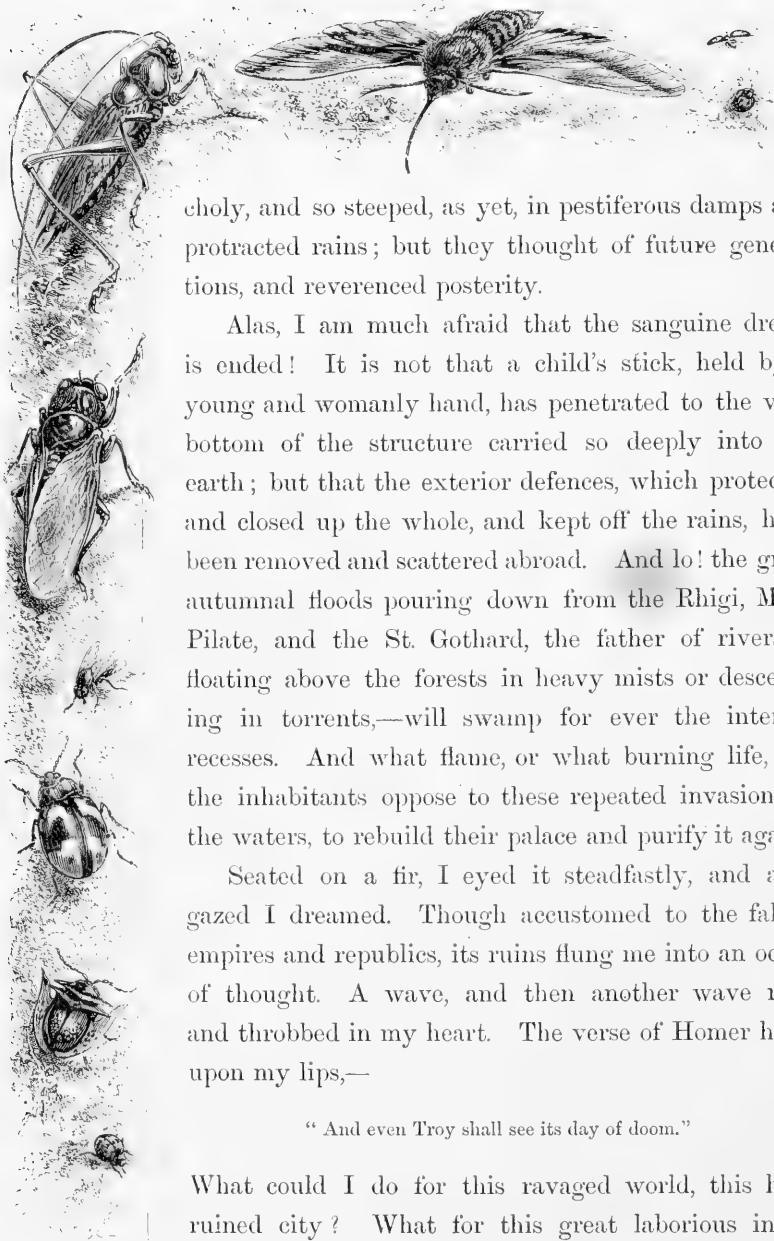 choly, and so steeped, as yet, in pestiferous damps a
protracted rains; but they thought of future gene
tions, and reverenced posterity.
Alas, I am much afraid that the sanguine dre
is ended! It is not that a child's stick, held b
young and womanly hand, has penetrated to the v
bottom of the structure carried so deeply into
earth; but that the exterior defences, which protec
and closed up the whole, and kept off the rains, h
been removed and scattered abroad. And lo! the gr
autumnal floods pouring down from the Rhigi, M
Pilate, and the St. Gothard, the father of river
floating above the forests in heavy mists or desce
ing in torrents,—will swamp for ever the inte
recesses. And what flame, or what burning life,
the inhabitants oppose to these repeated invasion
the waters, to rebuild their palace and purify it aga
Seated on a fir, I eyed it steadfastly, and a
gazed I dreamed. Though accustomed to the fal
empires and republics, its ruins flung me into an oc
of thought. A wave, and then another wave r
and throbbed in my heart. The verse of Homer h
upon my lips,—
" And even Troy shall see its day of doom."
What could I do for this ravaged world, this h
ruined city? What for this great laborious in